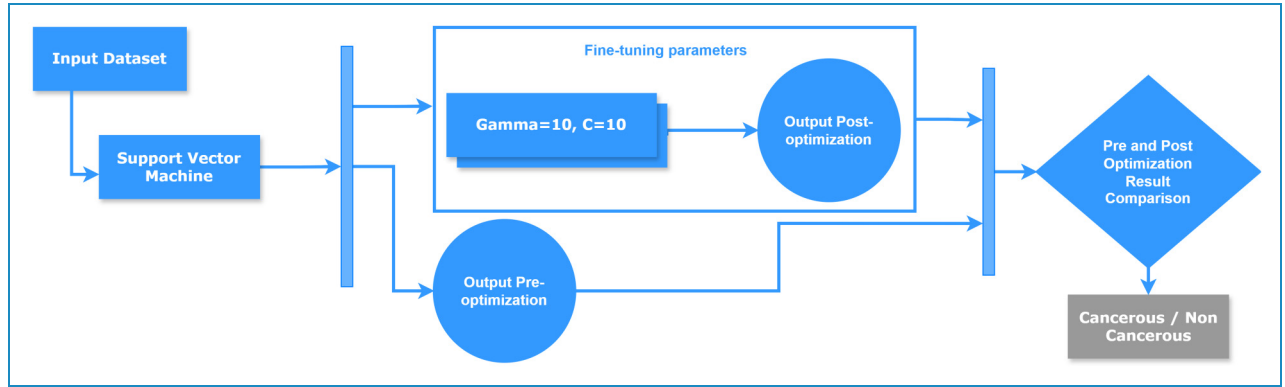 Input Dataset
Support Vector
Machine
Fine-tuning parameters
Gamma=10, C=10
Output Post-
optimization
Output Pre-
optimization
Pre and Post
Optimization
Result
Comparison
Cancerous / Non
Cancerous